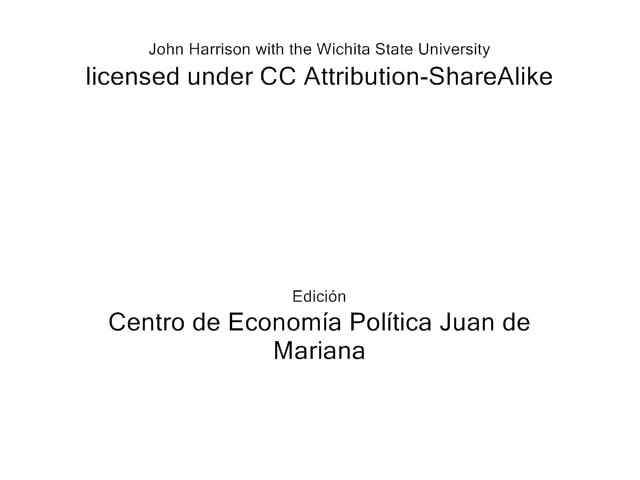 John Harrison with the Wichita State University
licensed under CC Attribution-ShareAlike
Edición
Centro de Economía Política Juan de
Mariana